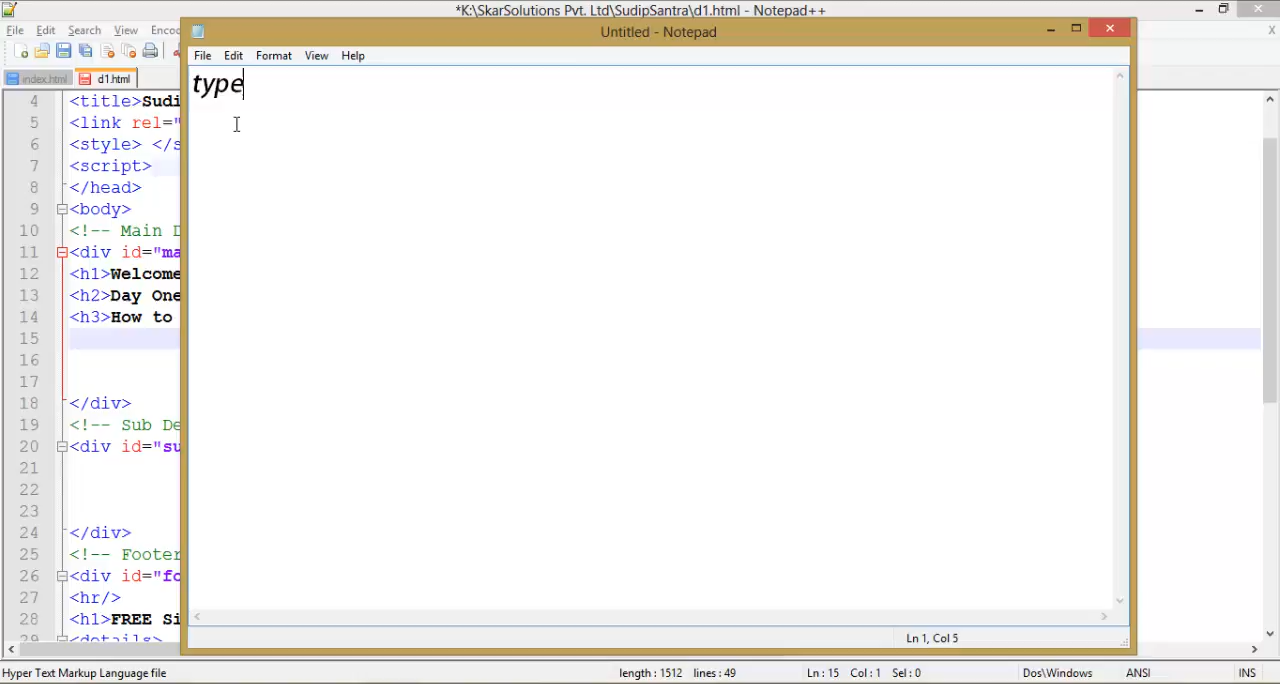 *K:\SkarSolutions Pvt. Ltd\SudipSantra\d1.html - Notepad++
Untitled - Notepad
File Edit Search View
File Edit Format View Help
index.html d1.html
type
4 <title>Sudi
5 <link rel="
6 <style> </s
7 <script>
8 </head>
9 <body>
10 <!-- Main D
11 <div id="ma
12 <h1>Welcome
13 <h2>Day One
14 <h3>How to
15
16
17
18 </div>
19 <!-- Sub De
20 <div id="su
21
22
23
24 </div>
25 <!-- Footer
26 <div id="fo
27 <hr/>
28 <h1>FREE Si
29 <details>
Ln 1, Col 5
Hyper Text Markup Language file length : 1512 lines : 49 Ln : 15 Col : 1 Sel : 0 Dos\Windows ANSI INS